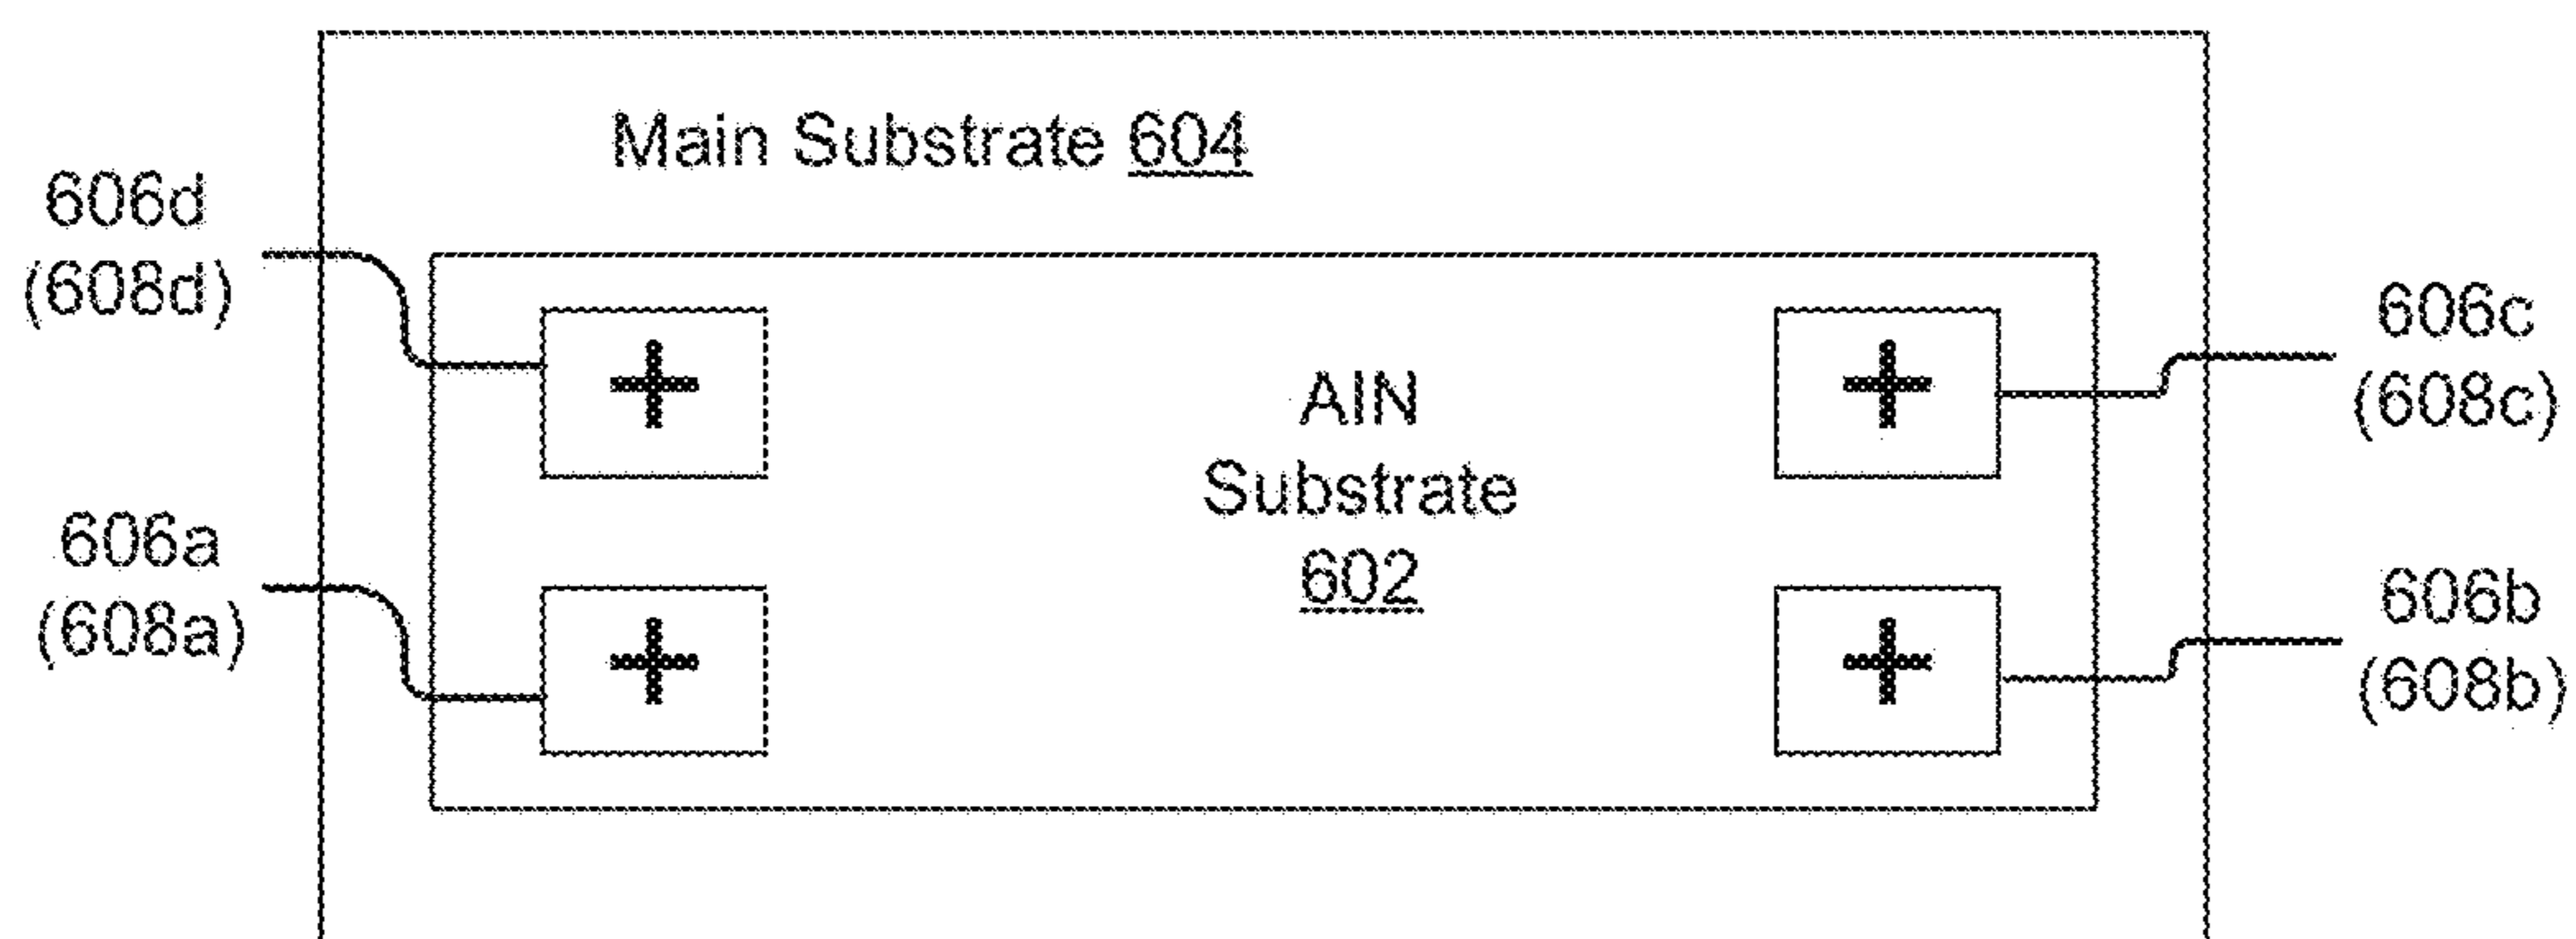 Main Substrate 604
606d
(608d)
606c
(608c)
AlN
Substrate
602
606a
(608a)
606b
(608b)